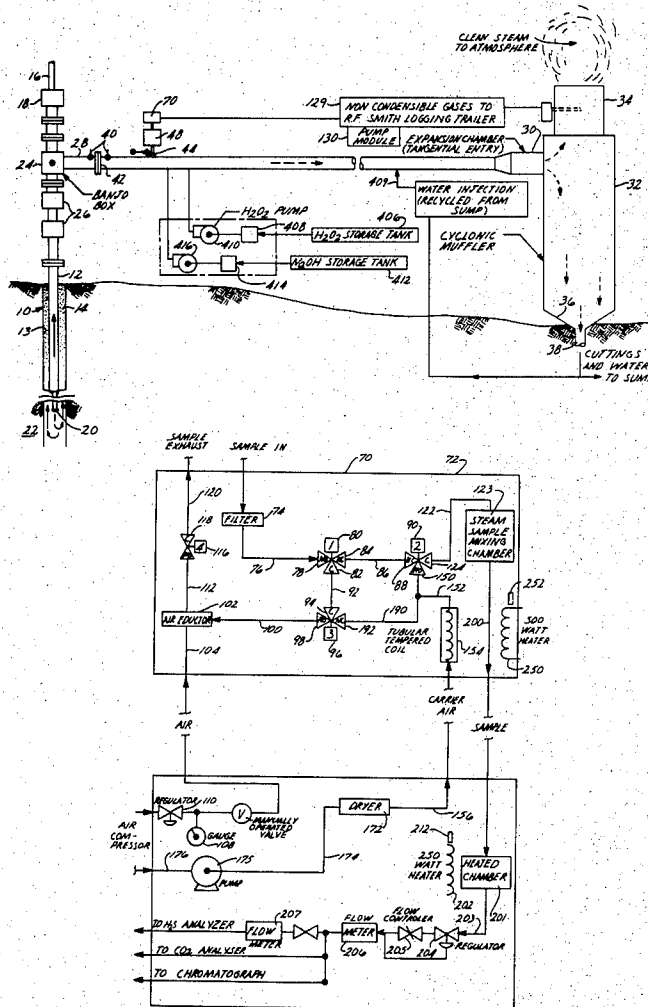 CLEAN STEAM
TO ATMOSPHERE
16
18
70
129
NON CONDENSIBLE GASES TO
R.F. SMITH LOGGING TRAILER
34
28
40
48
44
130
PUMP
MODULE
EXPANSION CHAMBER
(TANGENTIAL ENTRY)
30
24
42
409
32
BANJO
BOX
WATER INJECTION
(RECYCLED FROM
SUMP)
26
H2O2 PUMP
408
406
416
410
H2O2 STORAGE TANK
CYCLONIC
MUFFLER
12
NaOH STORAGE TANK
414
412
10
14
13
36
38
CUTTINGS
AND WATER
TO SUMP
20
22
SAMPLE
EXHAUST
SAMPLE IN
70
72
120
122
123
FILTER
74
80
1
90
2
STEAM
SAMPLE
MIXING
CHAMBER
118
4
116
84
76
78
82
86
88
124
150
252
112
92
152
102
94
C
190
200
AIR EDUCTOR
100
98
3
192
96
TUBULAR
TEMPERED
COIL
154
500
WATT
HEATER
104
250
AIR
CARRIER
AIR
SAMPLE
REGULATOR
110
DRYER
156
172
AIR COM-
PRESSOR
V
MANUALLY
OPERATED
VALVE
GAUGE
108
212
176
175
174
250
WATT
HEATER
HEATED
CHAMBER
PUMP
202
201
207
FLOW
CONTROLER
203
TO H2S ANALYZER
FLOW
METER
FLOW
METER
206
205
204
REGULATOR
TO CO2 ANALYSER
TO CHROMATOGRAPH